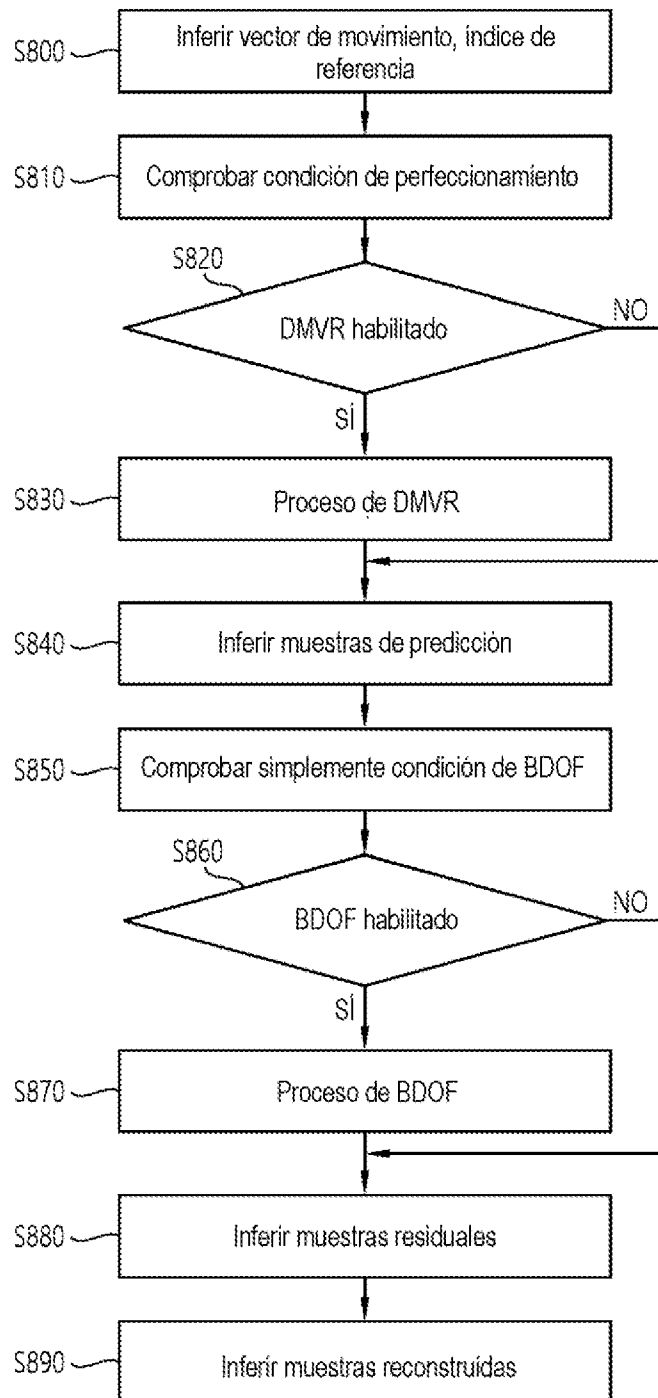 S800
Inferir vector de movimiento, índice de
referencia
S810
Comprobar condición de perfeccionamiento
S820
DMVR habilitado
NO
SÍ
S830
Proceso de DMVR
S840
Inferir muestras de predicción
S850
Comprobar simplemente condición de BDOF
S860
BDOF habilitado
NO
SÍ
S870
Proceso de BDOF
S880
Inferir muestras residuales
S890
Inferír muestras reconstruídas